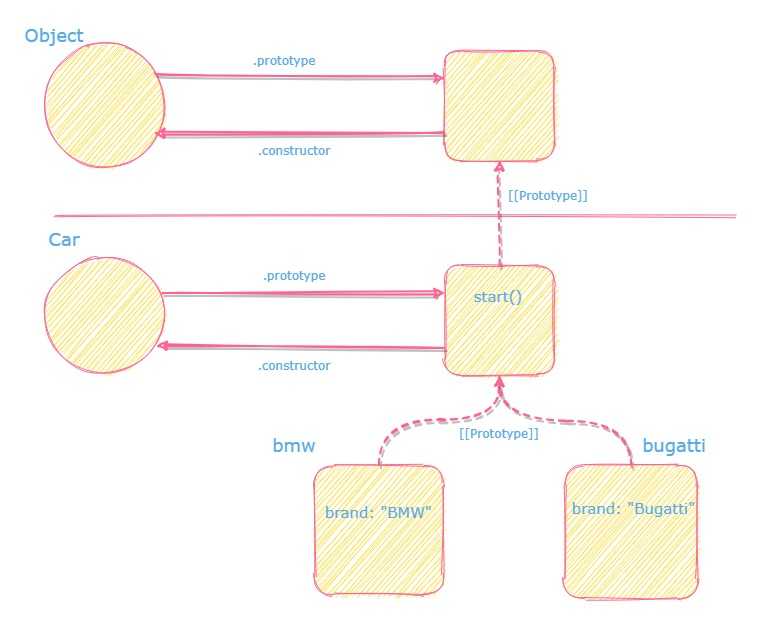 Object
.prototype
.constructor
[[Prototype]]
Car
.prototype
start()
.constructor
[[Prototype]]
bmw
bugatti
brand: "BMW"
brand: "Bugatti"